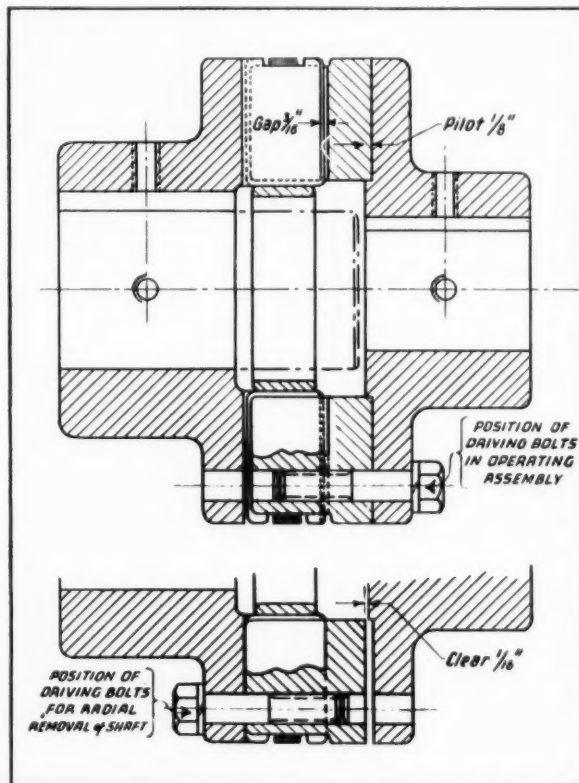 Gap 3/16"
Pilot 1/8"
POSITION OF
DRIVING BOLTS
IN OPERATING
ASSEMBLY
Clear 1/16"
POSITION OF
DRIVING BOLTS
FOR RADIAL
REMOVAL of SHAFT